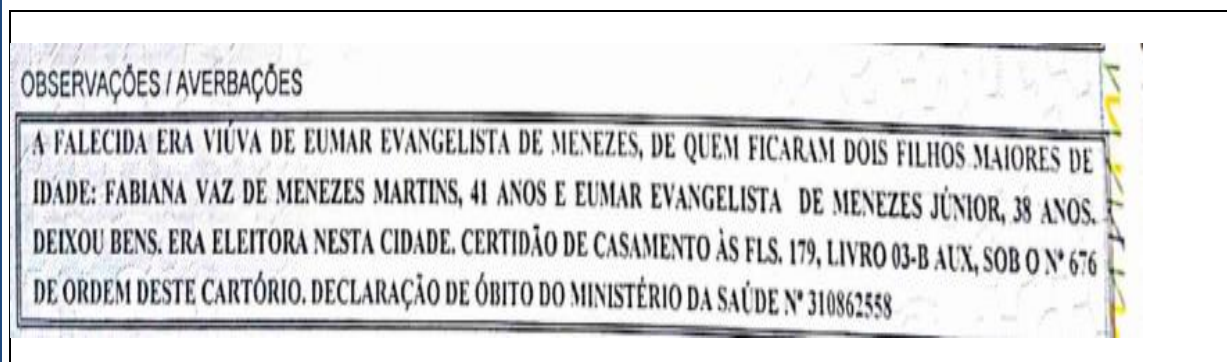 OBSERVAÇÕES / AVERBAÇÕES
A FALECIDA ERA VIÚVA DE EUMAR EVANGELISTA DE MENEZES, DE QUEM FICARAM DOIS FILHOS MAIORES DE
IDADE: FABIANA VAZ DE MENEZES MARTINS, 41 ANOS E EUMAR EVANGELISTA DE MENEZES JÚNIOR, 38 ANOS.
DEIXOU BENS. ERA ELEITORA NESTA CIDADE. CERTIDÃO DE CASAMENTO ÀS FLS. 179, LIVRO 03-B AUX, SOB O Nº 676
DE ORDEM DESTE CARTÓRIO. DECLARAÇÃO DE ÓBITO DO MINISTÉRIO DA SAÚDE Nº 310862558